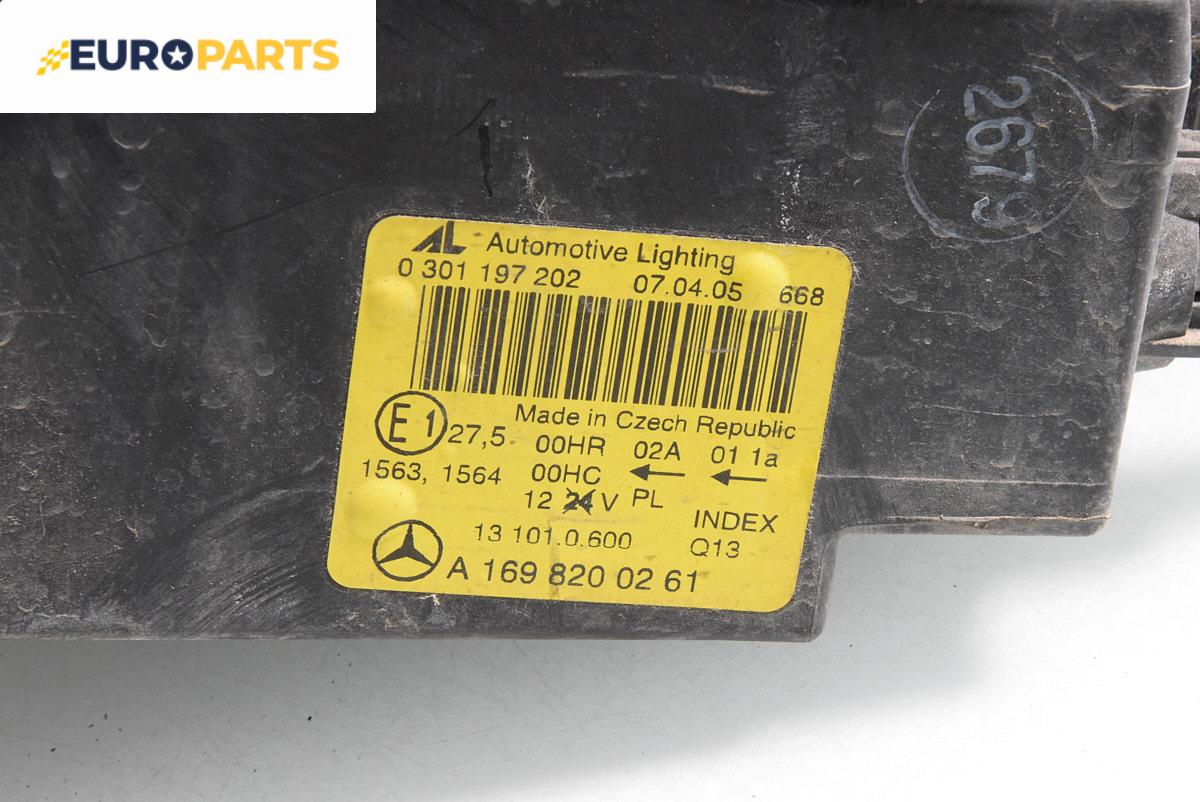 EUROPARTS
2679
AL Automotive Lighting
0 301 197 202 07.04.05 668
Made in Czech Republic
E1 27,5 00HR 02A 01 1a
1563, 1564 00HC ← ←
12 24 V PL
INDEX
13 101.0.600 Q13
A 169 820 02 61